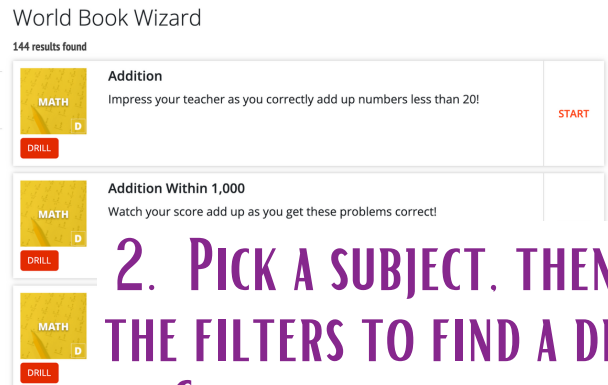 World Book Wizard
144 results found
Addition
MATH
Impress your teacher as you correctly add up numbers less than 20!
START
D
DRILL
Addition Within 1,000
MATH
Watch your score add up as you get these problems correct!
D
DRILL
2. PICK A SUBJECT. THEN
MATH
THE FILTERS TO FIND A
D
DRILL